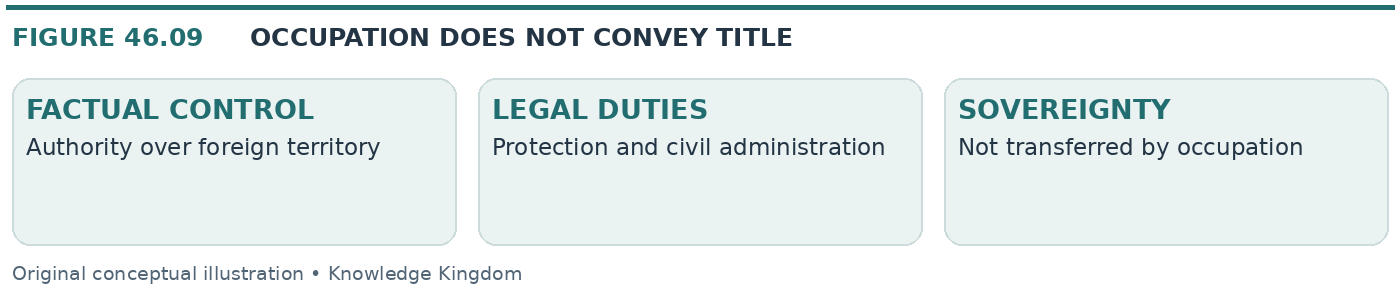 FIGURE 46.09 OCCUPATION DOES NOT CONVEY TITLE
FACTUAL CONTROL
Authority over foreign territory
LEGAL DUTIES
Protection and civil administration
SOVEREIGNTY
Not transferred by occupation
Original conceptual illustration • Knowledge Kingdom